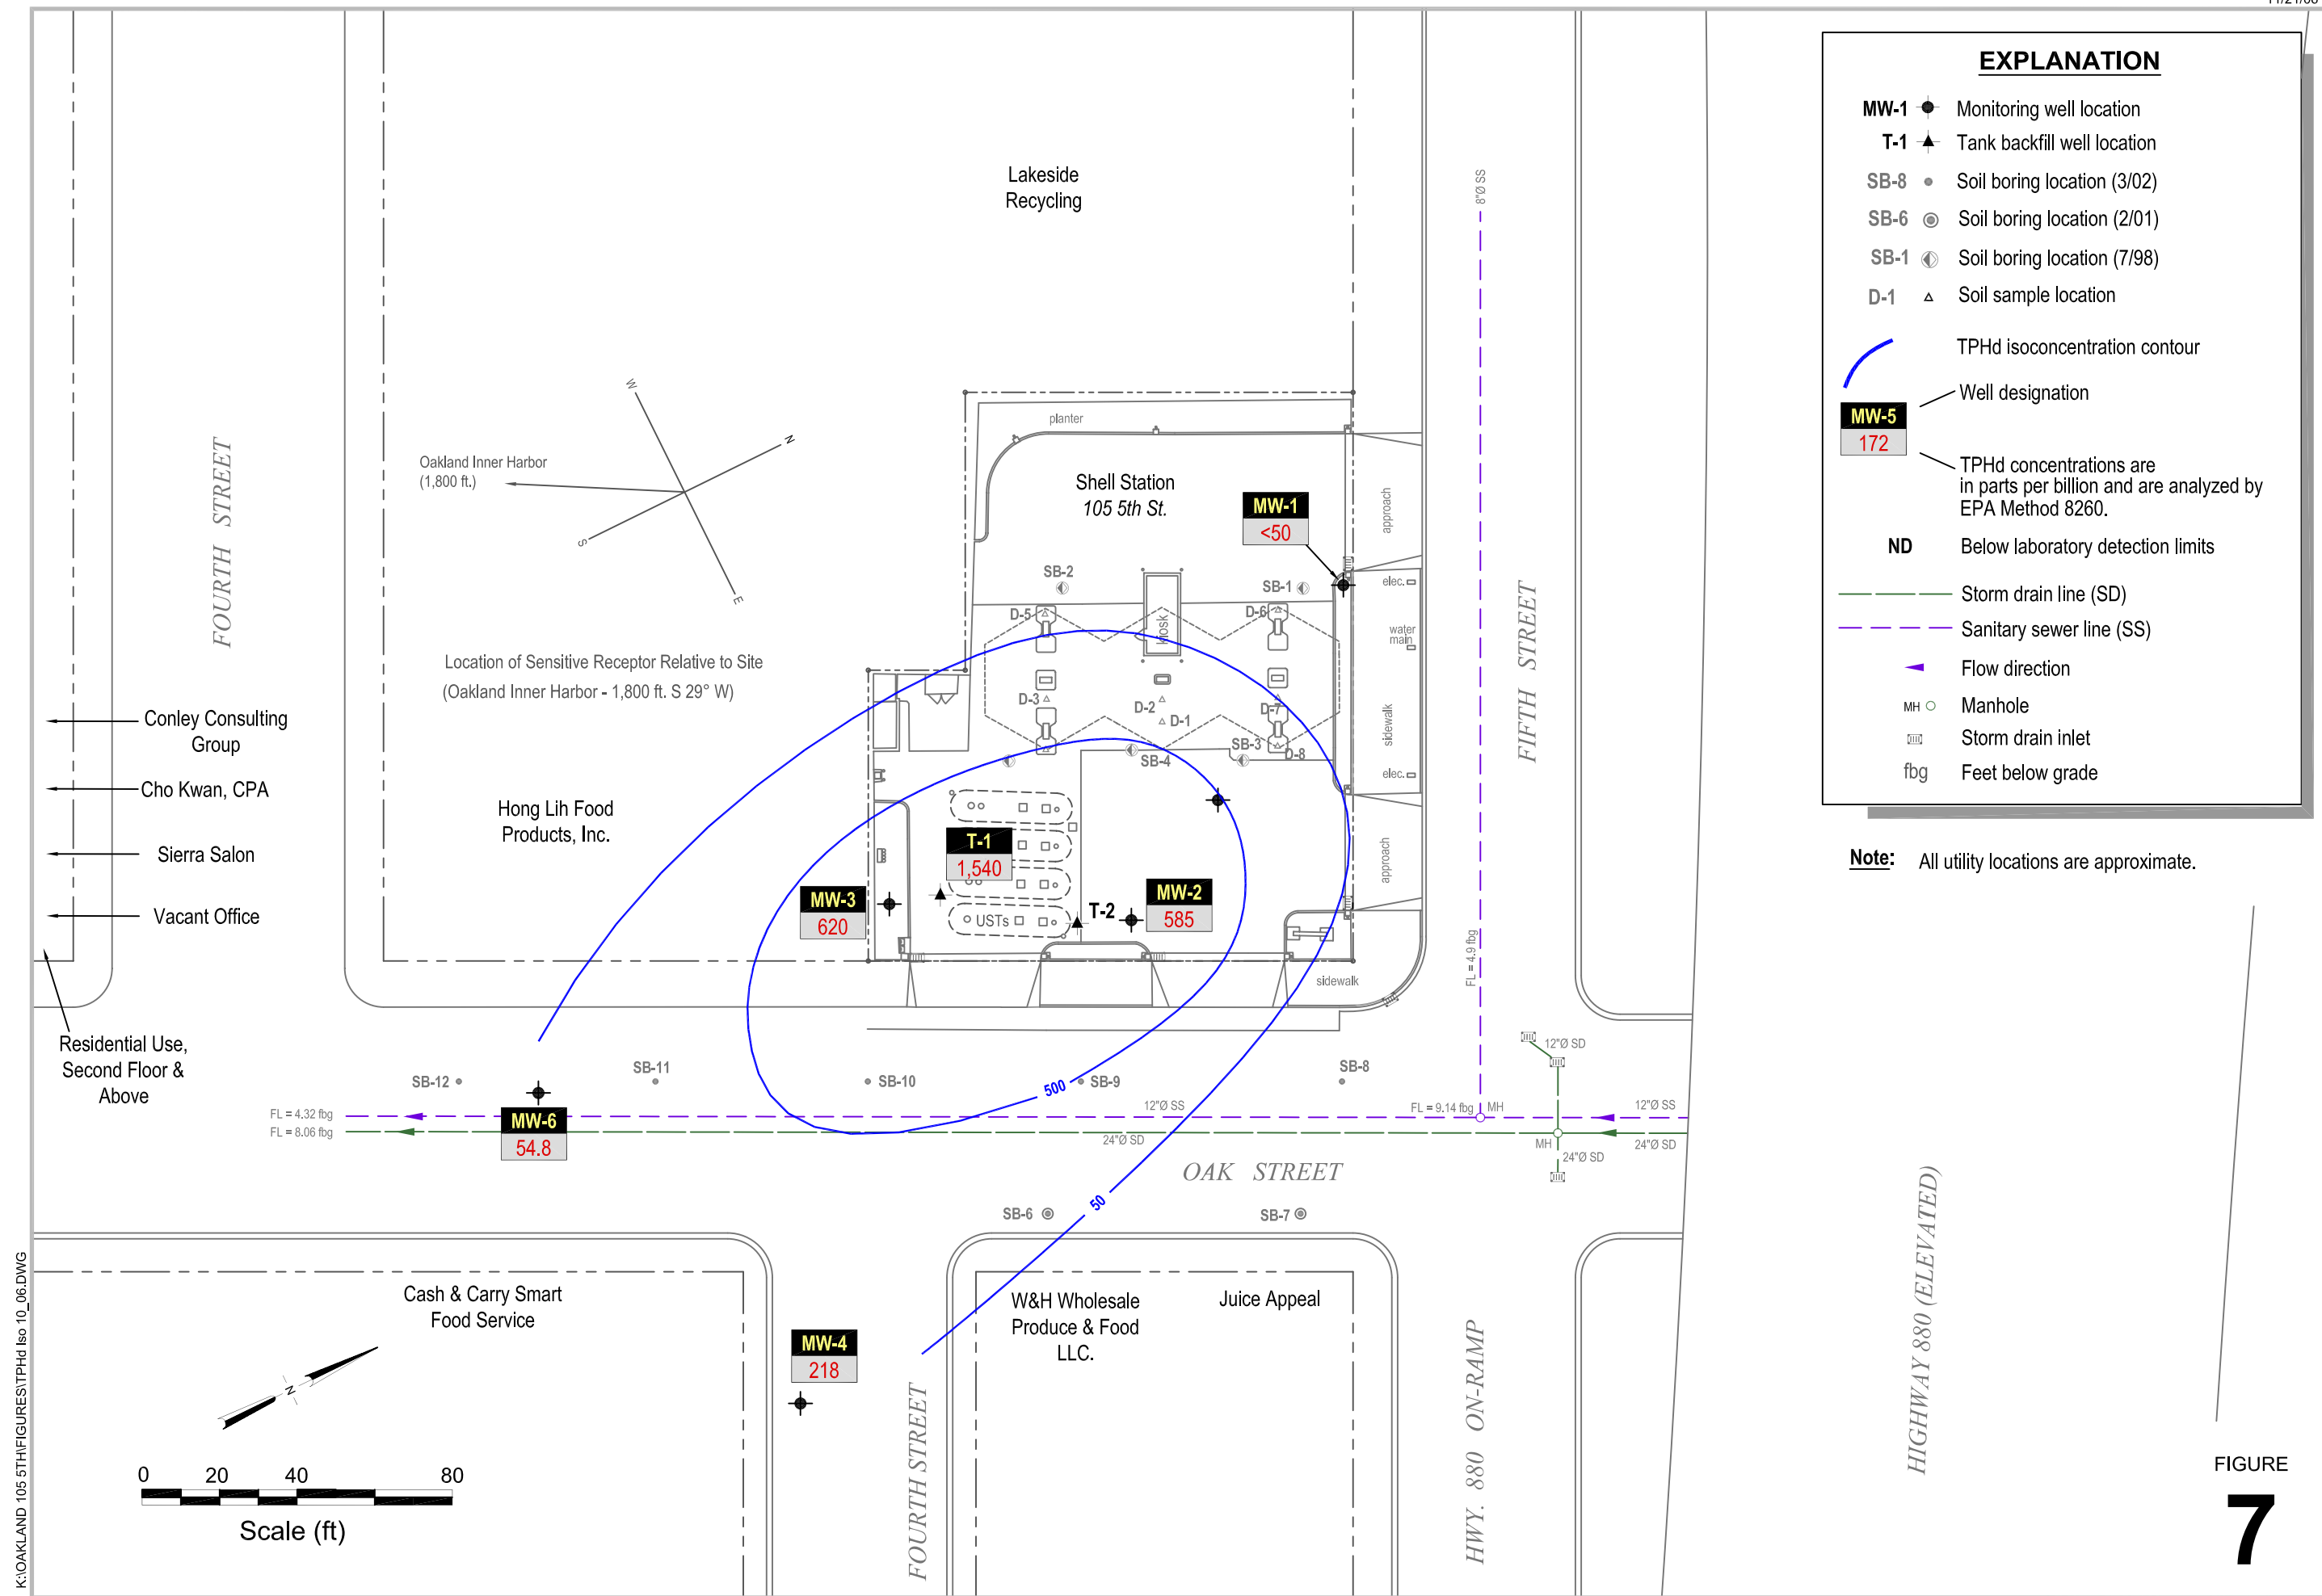 EXPLANATION
MW-1 Monitoring well location
T-1 Tank backfill well location
SB-8 Soil boring location (3/02)
SB-6 Soil boring location (2/01)
SB-1 Soil boring location (7/98)
D-1 Soil sample location
TPHd isoconcentration contour
Well designation
MW-5
172
TPHd concentrations are
in parts per billion and are analyzed by
EPA Method 8260.
ND Below laboratory detection limits
Storm drain line (SD)
Sanitary sewer line (SS)
Flow direction
MH Manhole
Storm drain inlet
fbg Feet below grade
Note: All utility locations are approximate.
Lakeside
Recycling
8"Ø SS
W
N
S
E
Oakland Inner Harbor
(1,800 ft.)
Location of Sensitive Receptor Relative to Site
(Oakland Inner Harbor - 1,800 ft. S 29° W)
FOURTH STREET
planter
Shell Station
105 5th St.
MW-1
<50
approach
SB-2
SB-1
elec.
D-5
D-6
kiosk
water
main
FIFTH STREET
D-3
D-2
D-7
D-1
sidewalk
SB-3
SB-4
D-8
elec.
Conley Consulting
Group
Cho Kwan, CPA
Sierra Salon
Vacant Office
Residential Use,
Second Floor &
Above
Hong Lih Food
Products, Inc.
T-1
1,540
MW-3
620
USTs
T-2
MW-2
585
approach
sidewalk
FL = 4.9 fbg
SB-12
SB-11
SB-10
500
SB-9
SB-8
12"Ø SD
FL = 4.32 fbg
FL = 8.06 fbg
MW-6
54.8
12"Ø SS
FL = 9.14 fbg
MH
12"Ø SS
24"Ø SD
MH
24"Ø SD
24"Ø SD
OAK STREET
50
SB-6
SB-7
Cash & Carry Smart
Food Service
MW-4
218
W&H Wholesale
Produce & Food
LLC.
Juice Appeal
FOURTH STREET
HWY. 880 ON-RAMP
HIGHWAY 880 (ELEVATED)
N
0 20 40 80
Scale (ft)
K:\OAKLAND 105 5TH\FIGURES\TPHd Iso 10_06.DWG
FIGURE
7